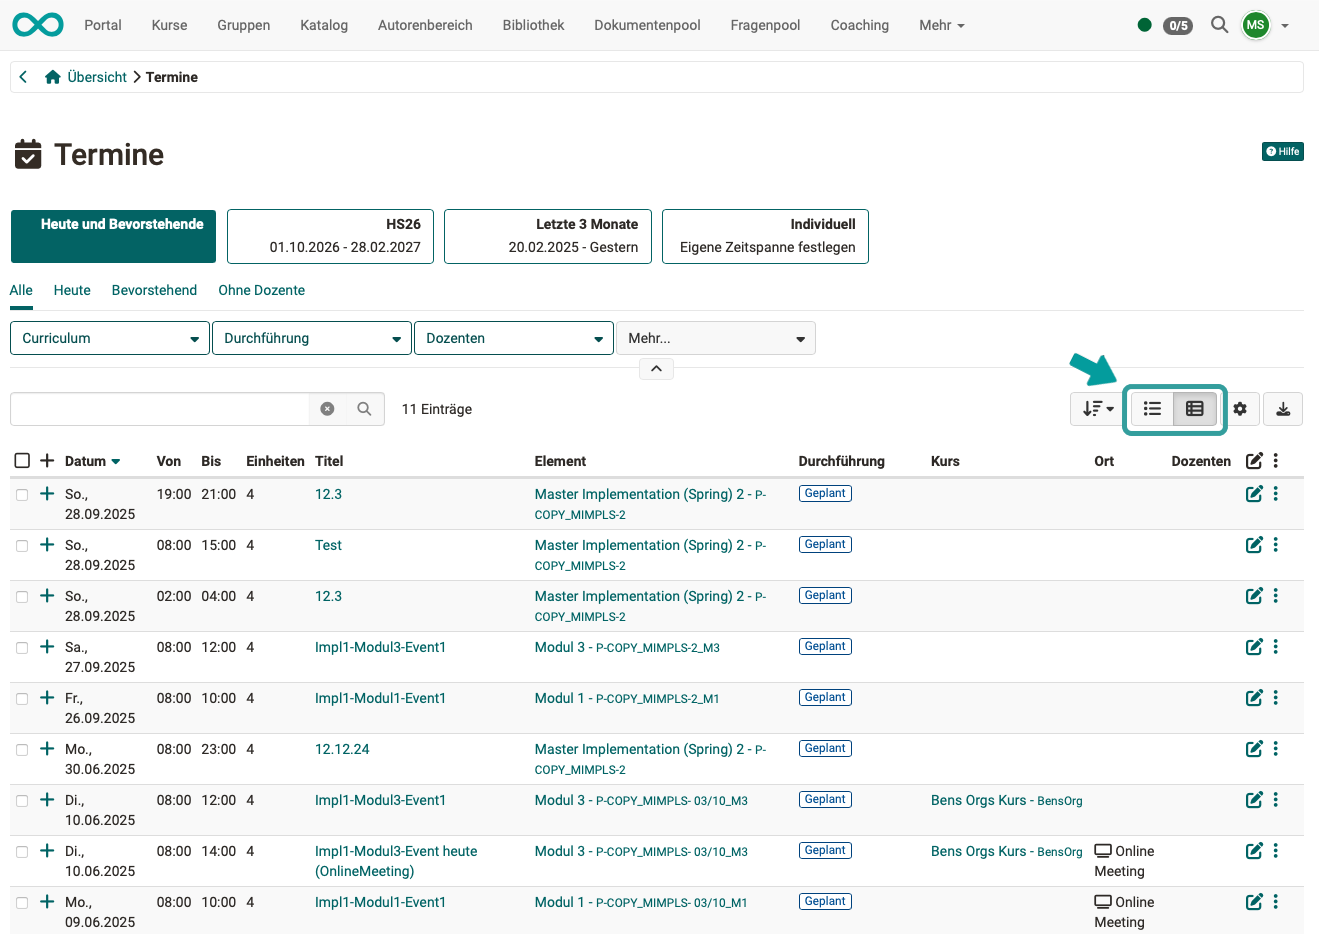 Portal Kurse Gruppen Katalog Autorenbereich Bibliothek Dokumentenpool Fragenpool Coaching Mehr 0/5 MS
Übersicht Termine
Termine
Hilfe
Heute und Bevorstehende HS26 Letzte 3 Monate Individuell
01.10.2026 - 28.02.2027 20.02.2025 - Gestern Eigene Zeitspanne festlegen
Alle Heute Bevorstehend Ohne Dozente
Curriculum Durchführung Dozenten Mehr...
11 Einträge
Datum Von Bis Einheiten Titel Element Durchführung Kurs Ort Dozenten
So., 19:00 21:00 4 12.3 Master Implementation (Spring) 2 - P- Geplant
28.09.2025 COPY_MIMPLS-2
So., 08:00 15:00 4 Test Master Implementation (Spring) 2 - P- Geplant
28.09.2025 COPY_MIMPLS-2
So., 02:00 04:00 4 12.3 Master Implementation (Spring) 2 - P- Geplant
28.09.2025 COPY_MIMPLS-2
Sa., 08:00 12:00 4 Impl1-Modul3-Event1 Modul 3 - P-COPY_MIMPLS-2_M3 Geplant
27.09.2025
Fr., 08:00 10:00 4 Impl1-Modul1-Event1 Modul 1 - P-COPY_MIMPLS-2_M1 Geplant
26.09.2025
Mo., 08:00 23:00 4 12.12.24 Master Implementation (Spring) 2 - P- Geplant
30.06.2025 COPY_MIMPLS-2
Di., 08:00 12:00 4 Impl1-Modul3-Event1 Modul 3 - P-COPY_MIMPLS- 03/10_M3 Geplant Bens Orgs Kurs - BensOrg
10.06.2025
Di., 08:00 14:00 4 Impl1-Modul3-Event heute Modul 3 - P-COPY_MIMPLS- 03/10_M3 Geplant Bens Orgs Kurs - BensOrg Online
10.06.2025 (OnlineMeeting) Meeting
Mo., 08:00 10:00 4 Impl1-Modul1-Event1 Modul 1 - P-COPY_MIMPLS- 03/10_M1 Geplant Online
09.06.2025 Meeting